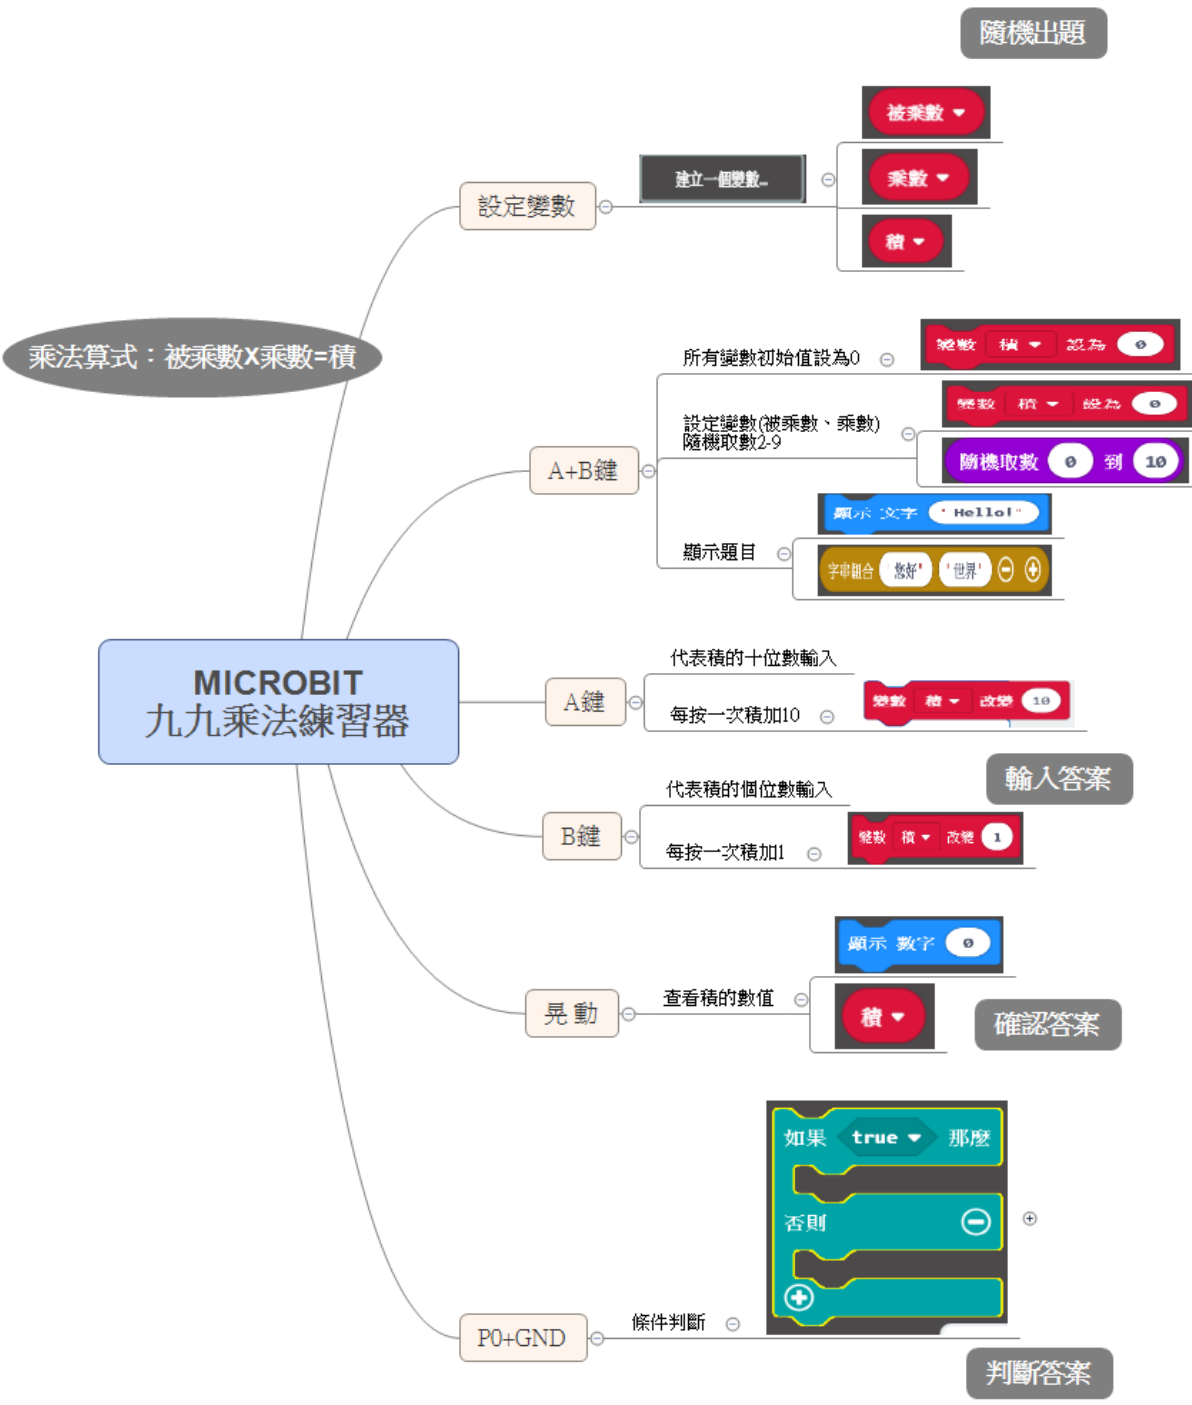 隨機出題
被乘數
建立一個變數...
乘數
設定變數
積
乘法算式：被乘數X乘數=積
所有變數初始值設為0
變數 積 設為 0
設定變數(被乘數、乘數)
隨機取數2-9
變數 積 設為 0
隨機取數 0 到 10
A+B鍵
顯示 文字 "Hello!"
顯示題目
字串組合 "您好" "世界"
代表積的十位數輸入
MICROBIT
九九乘法練習器
A鍵
每按一次積加10
變數 積 改變 10
輸入答案
代表積的個位數輸入
B鍵
每按一次積加1
變數 積 改變 1
顯示 數字 0
晃動
查看積的數值
積
確認答案
如果 true 那麼
否則
P0+GND
條件判斷
判斷答案